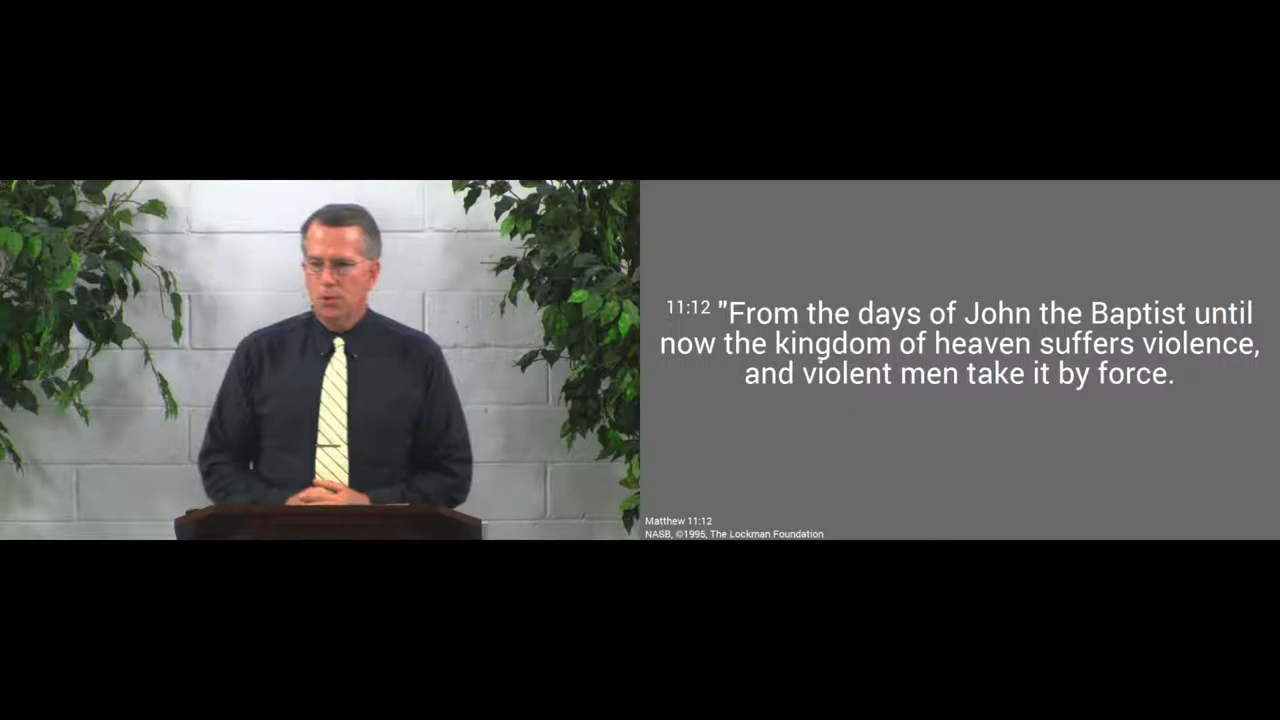 11:12 "From the days of John the Baptist until
now the kingdom of heaven suffers violence,
and violent men take it by force.
Matthew 11:12
NASB, ©1995, The Lockman Foundation